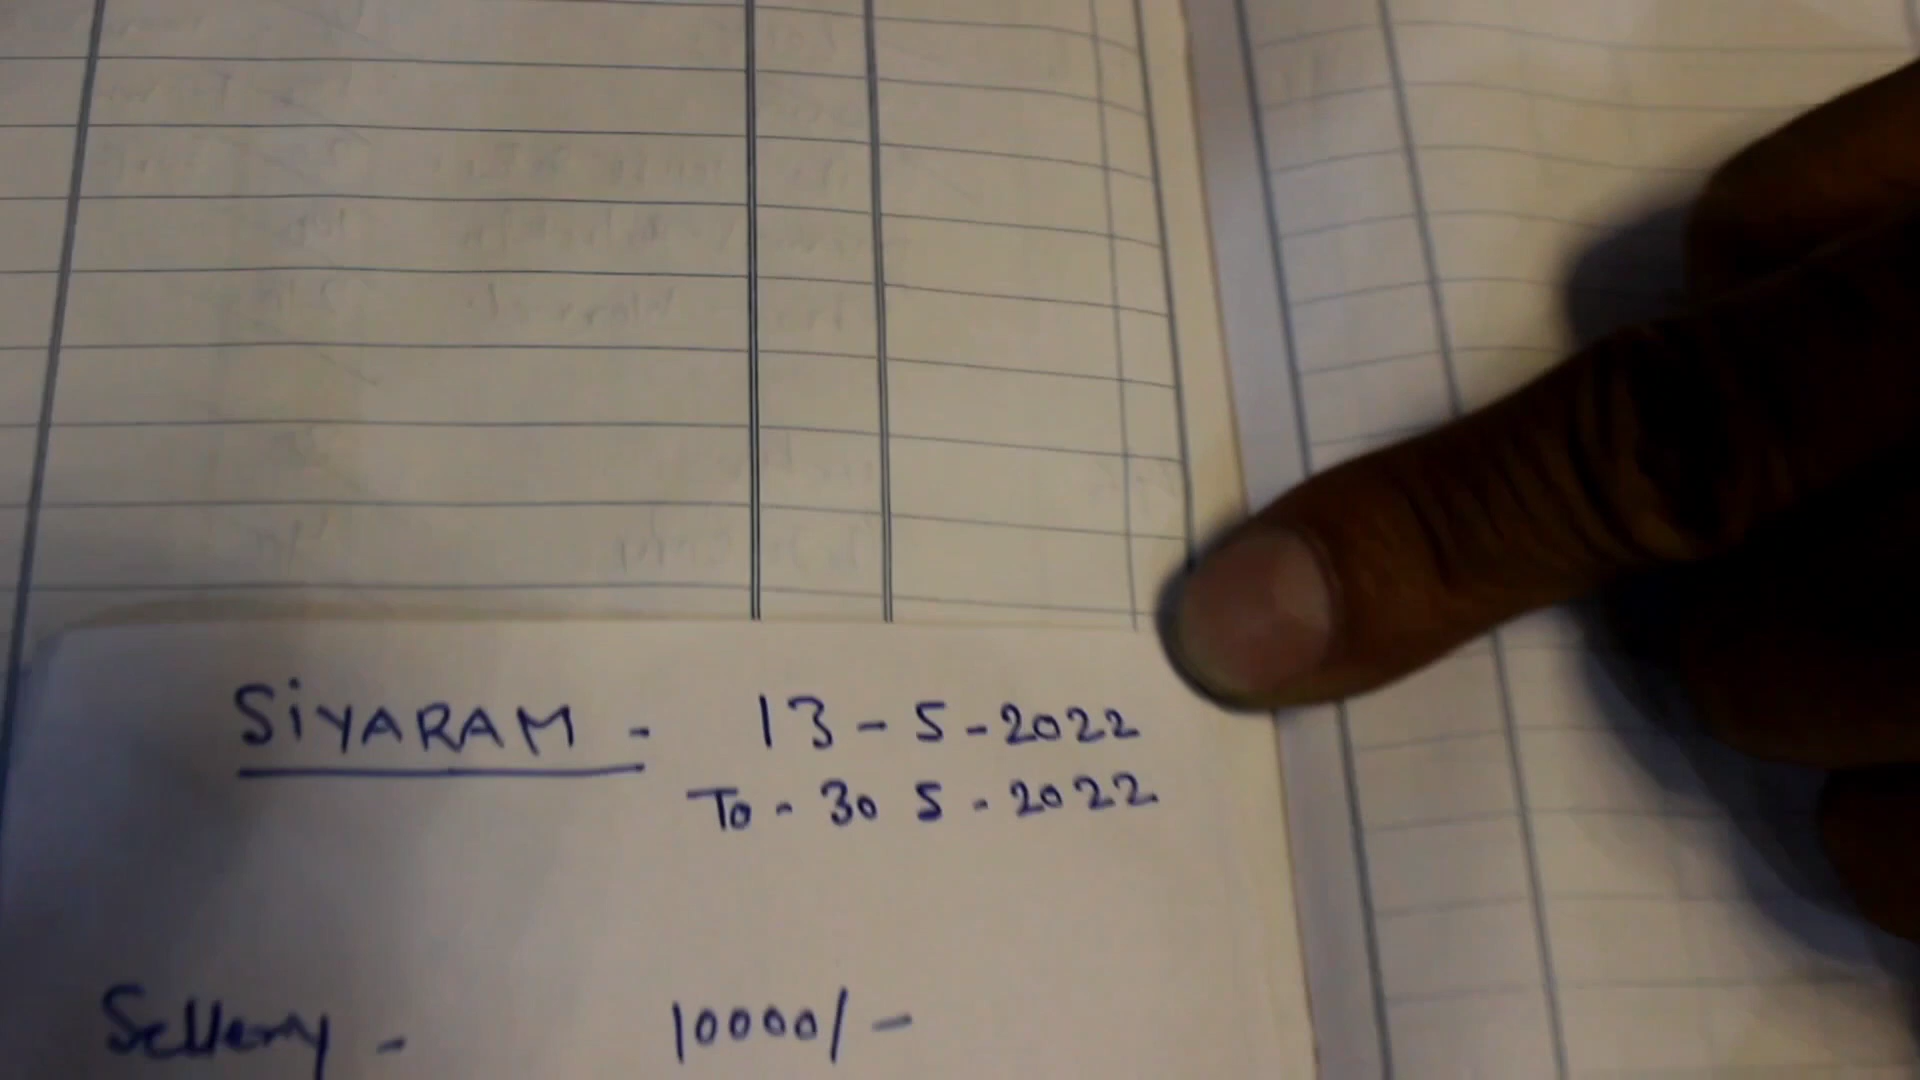 SiYARAM - 13 - 5 - 2022
To - 30 5 - 2022
Sellery - 10000/-